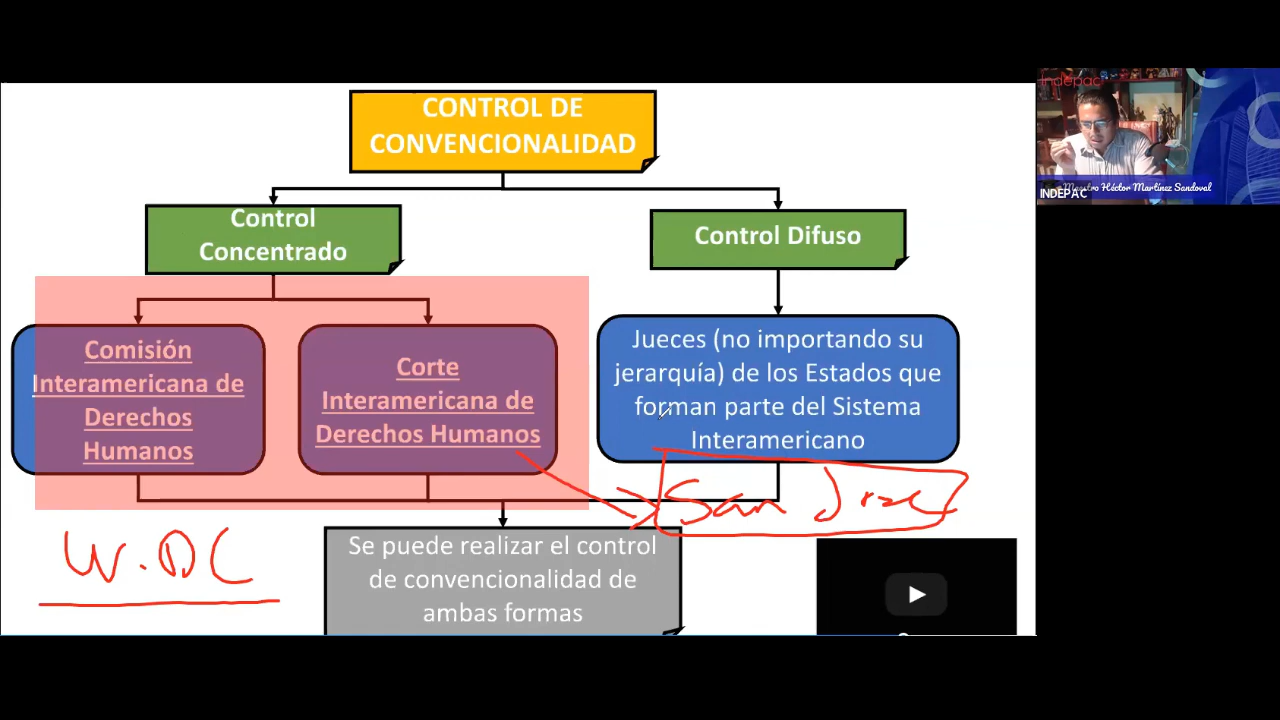 CONTROL DE
CONVENCIONALIDAD
Control
Concentrado
Control Difuso
Comisión
Interamericana de
Derechos
Humanos
Corte
Interamericana de
Derechos Humanos
Jueces (no importando su
jerarquía) de los Estados que
forman parte del Sistema
Interamericano
San José
W.DC
Se puede realizar el control
de convencionalidad de
ambas formas
Indepac
Maestro Héctor Martínez Sandoval
INDEPAC